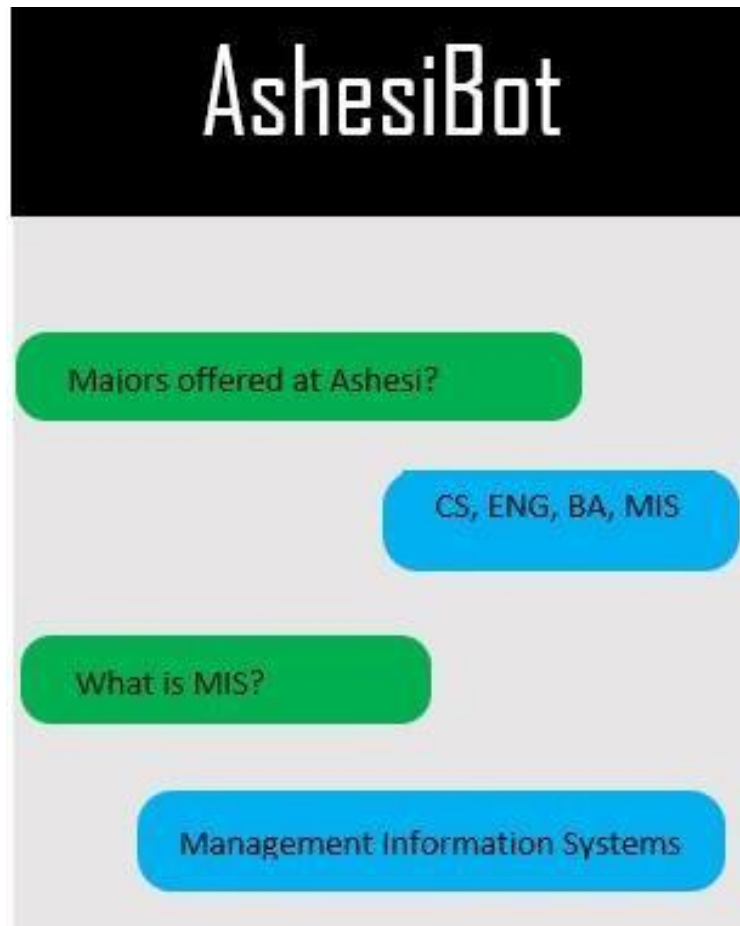 AshesiBot
Majors offered at Ashesi?
CS, ENG, BA, MIS
What is MIS?
Management Information Systems